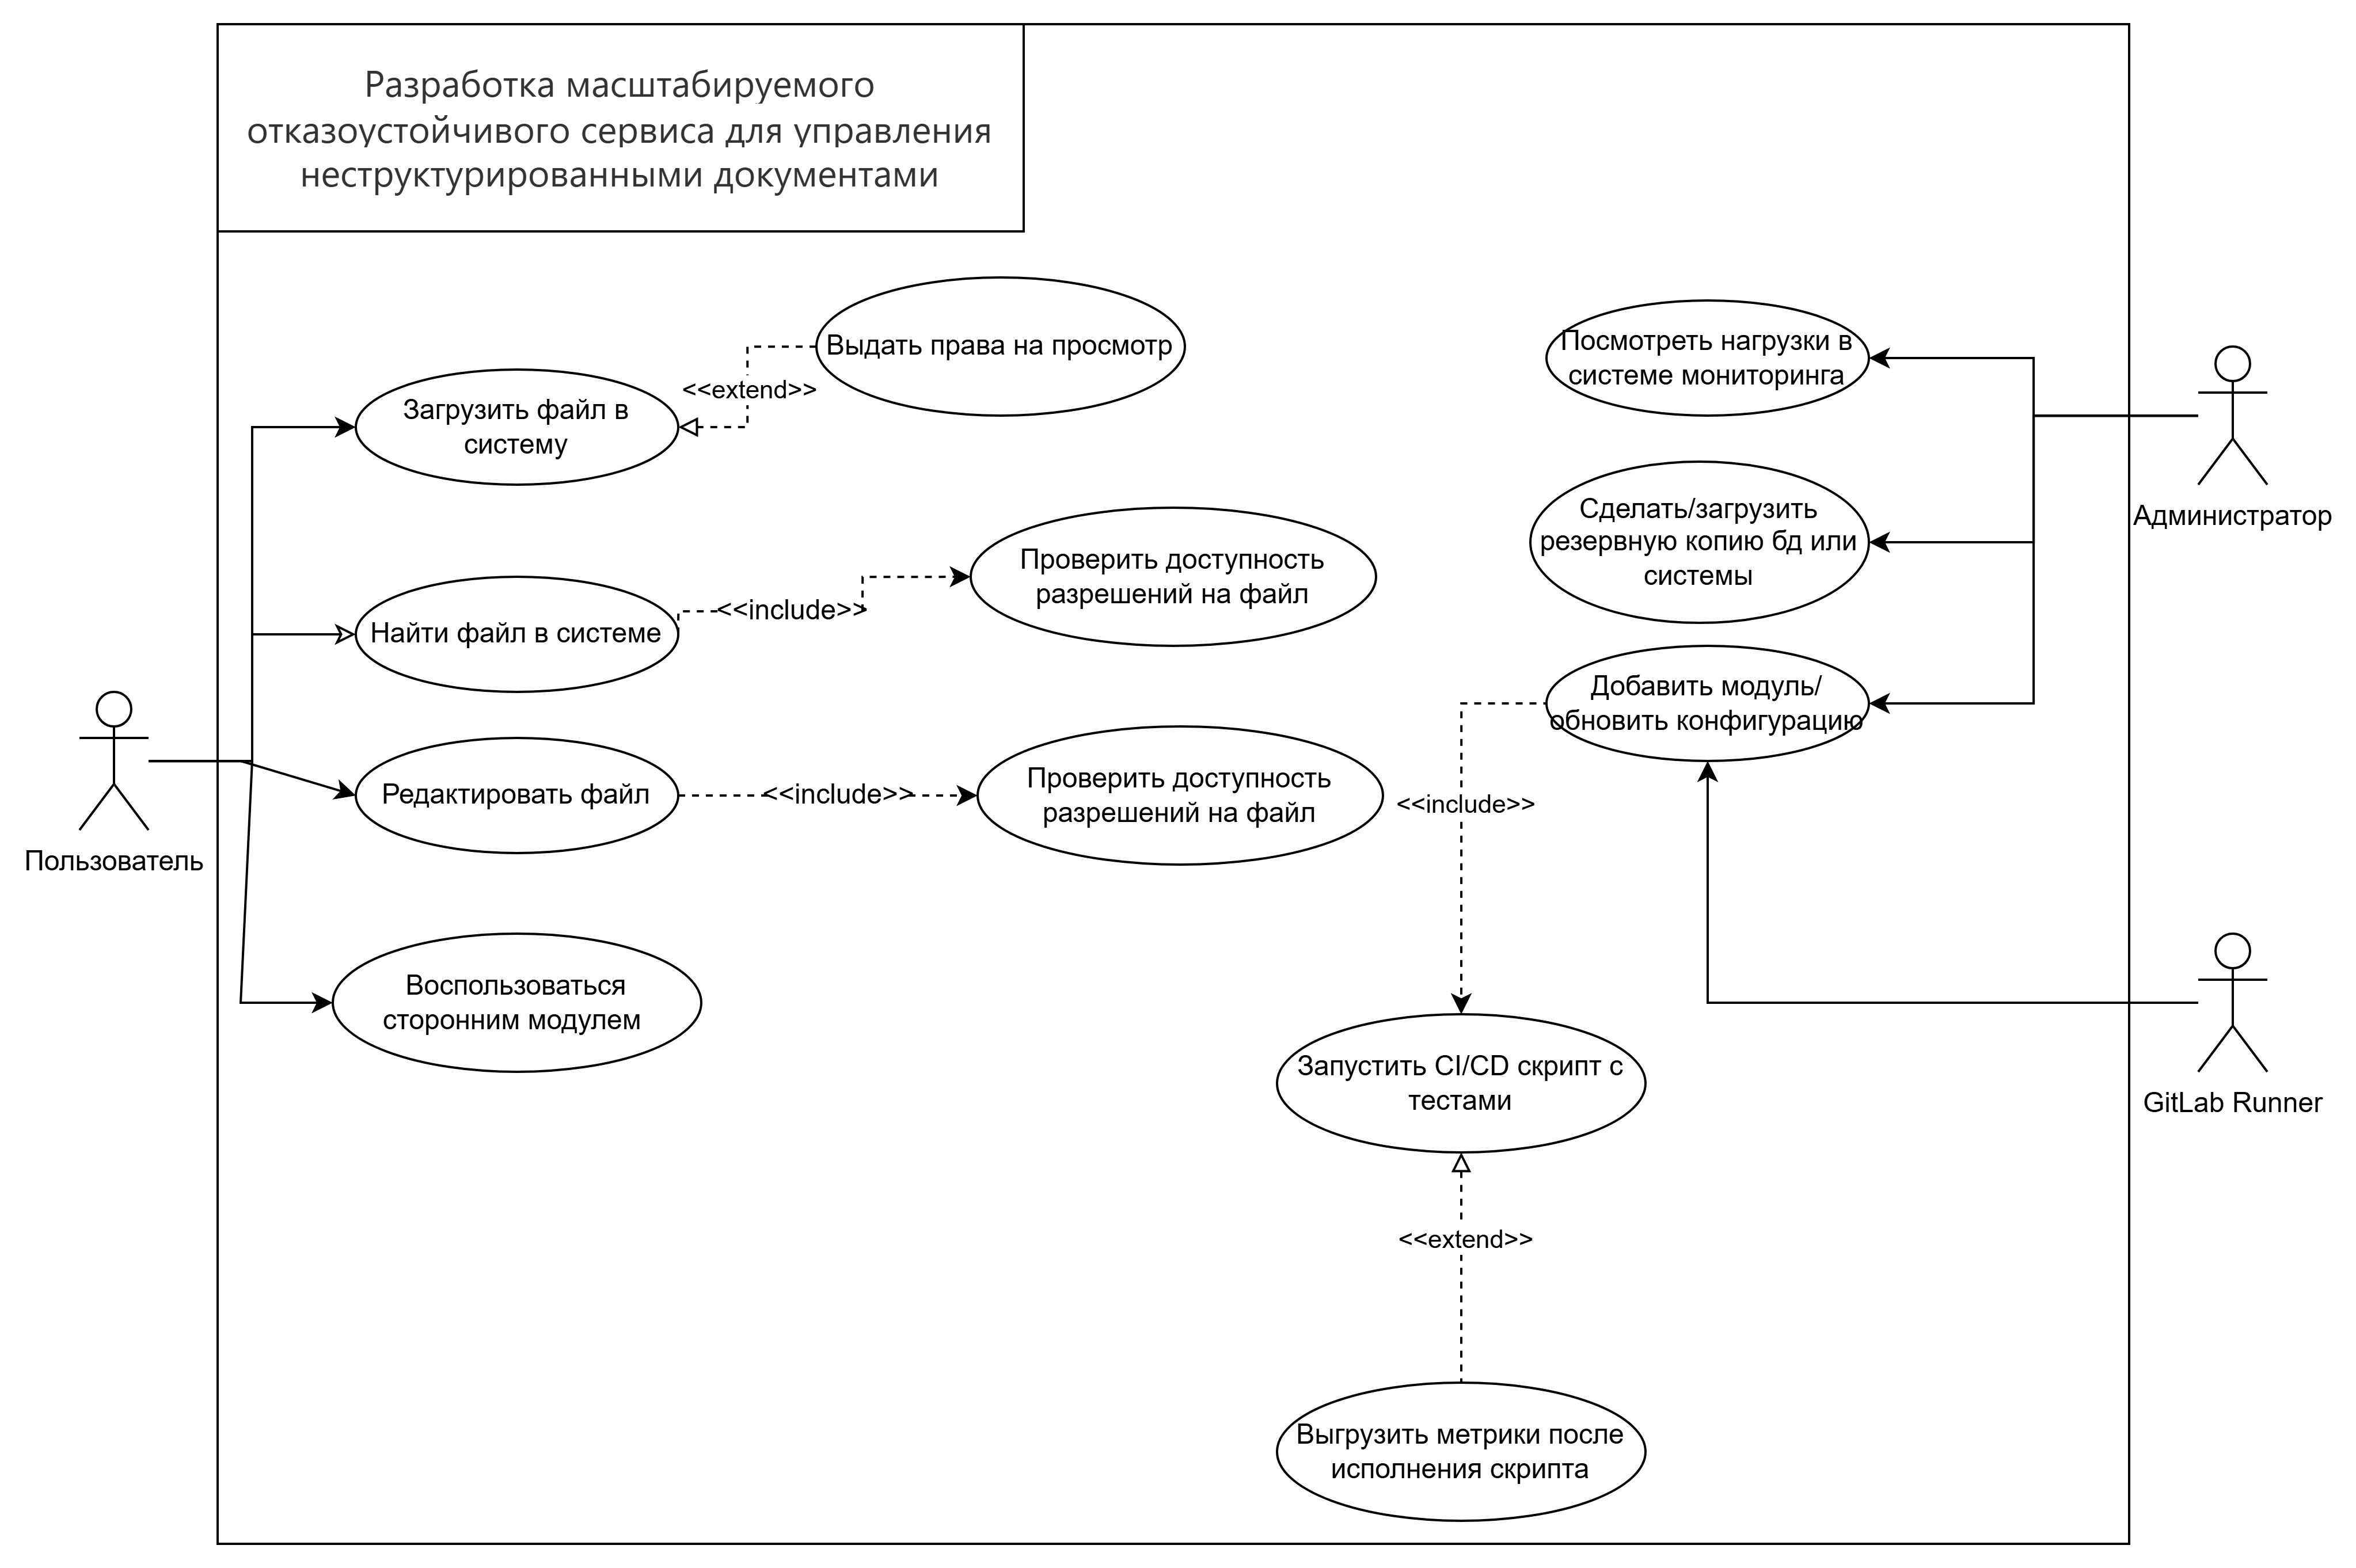 Разработка масштабируемого
отказоустойчивого сервиса для управления
неструктурированными документами
Выдать права на просмотр
<<extend>>
Загрузить файл в
систему
Проверить доступность
разрешений на файл
<<include>>
Найти файл в системе
Редактировать файл
<<include>>
Проверить доступность
разрешений на файл
Пользователь
Воспользоваться
сторонним модулем
Посмотреть нагрузки в
системе мониторинга
Сделать/загрузить
резервную копию бд или
системы
Администратор
Добавить модуль/
обновить конфигурацию
<<include>>
Запустить CI/CD скрипт с
тестами
GitLab Runner
<<extend>>
Выгрузить метрики после
исполнения скрипта